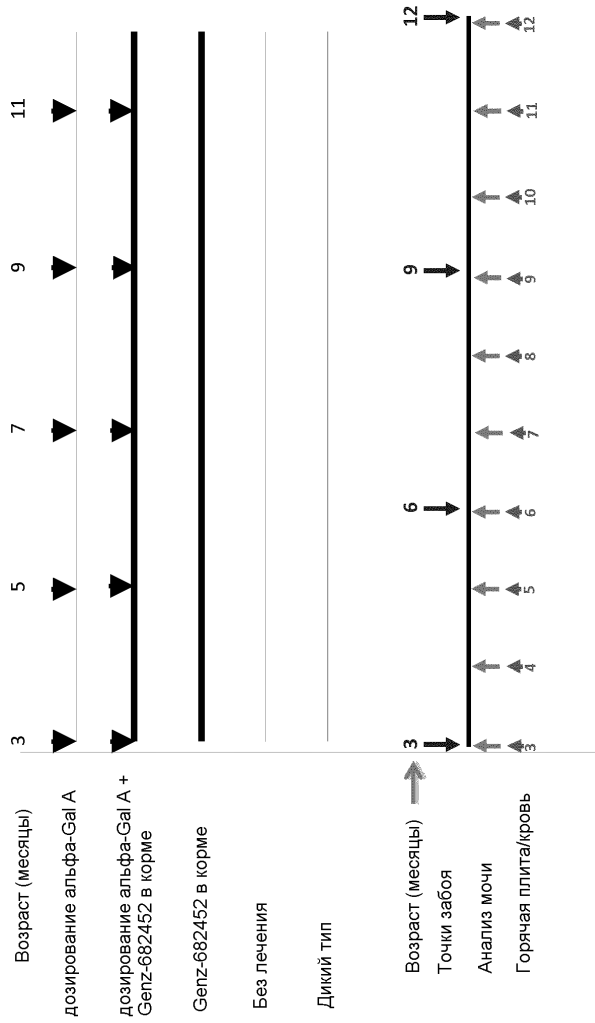 Возраст (месяцы) 3 5 7 9 11
дозирование альфа-Gal A
дозирование альфа-Gal A +
Genz-682452 в корме
Genz-682452 в корме
Без лечения
Дикий тип
Возраст (месяцы) 3 6 9 12
Точки забоя
Анализ мочи
Горячая плита/кровь 3 4 5 6 7 8 9 10 11 12